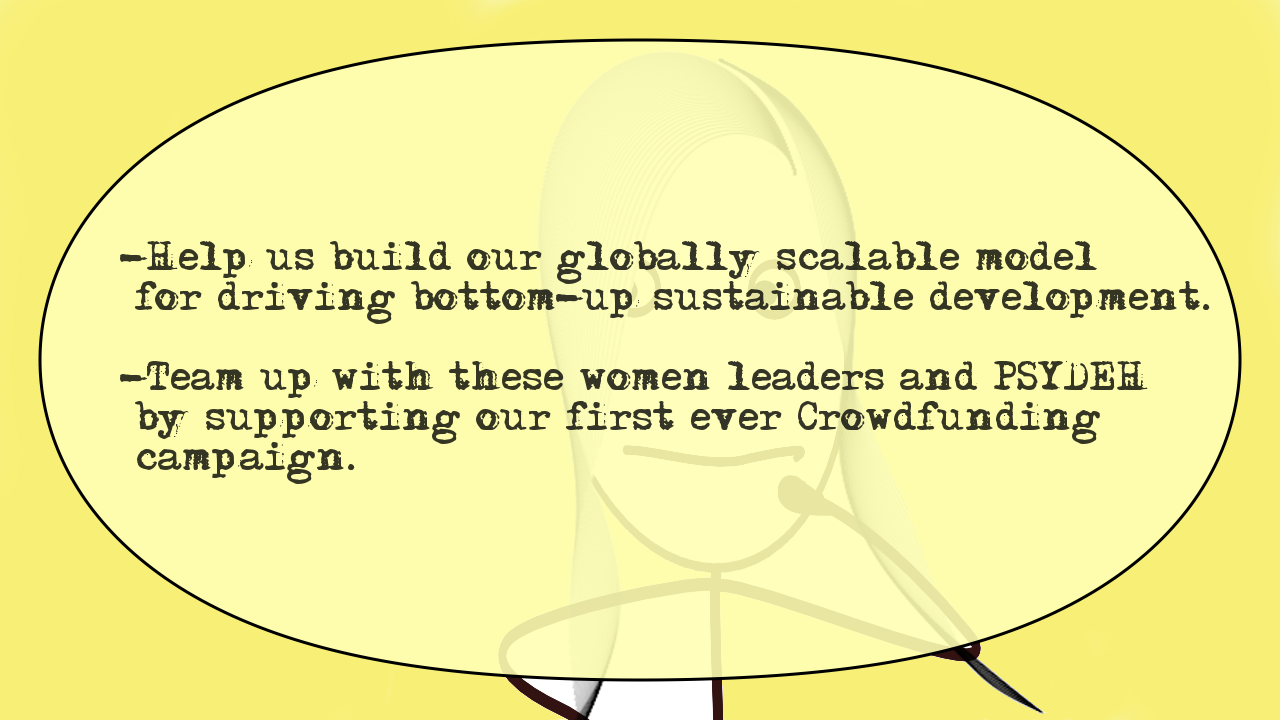 -Help us build our globally scalable model
for driving bottom-up sustainable development.
-Team up with these women leaders and PSYDEH
by supporting our first ever Crowdfunding
campaign.